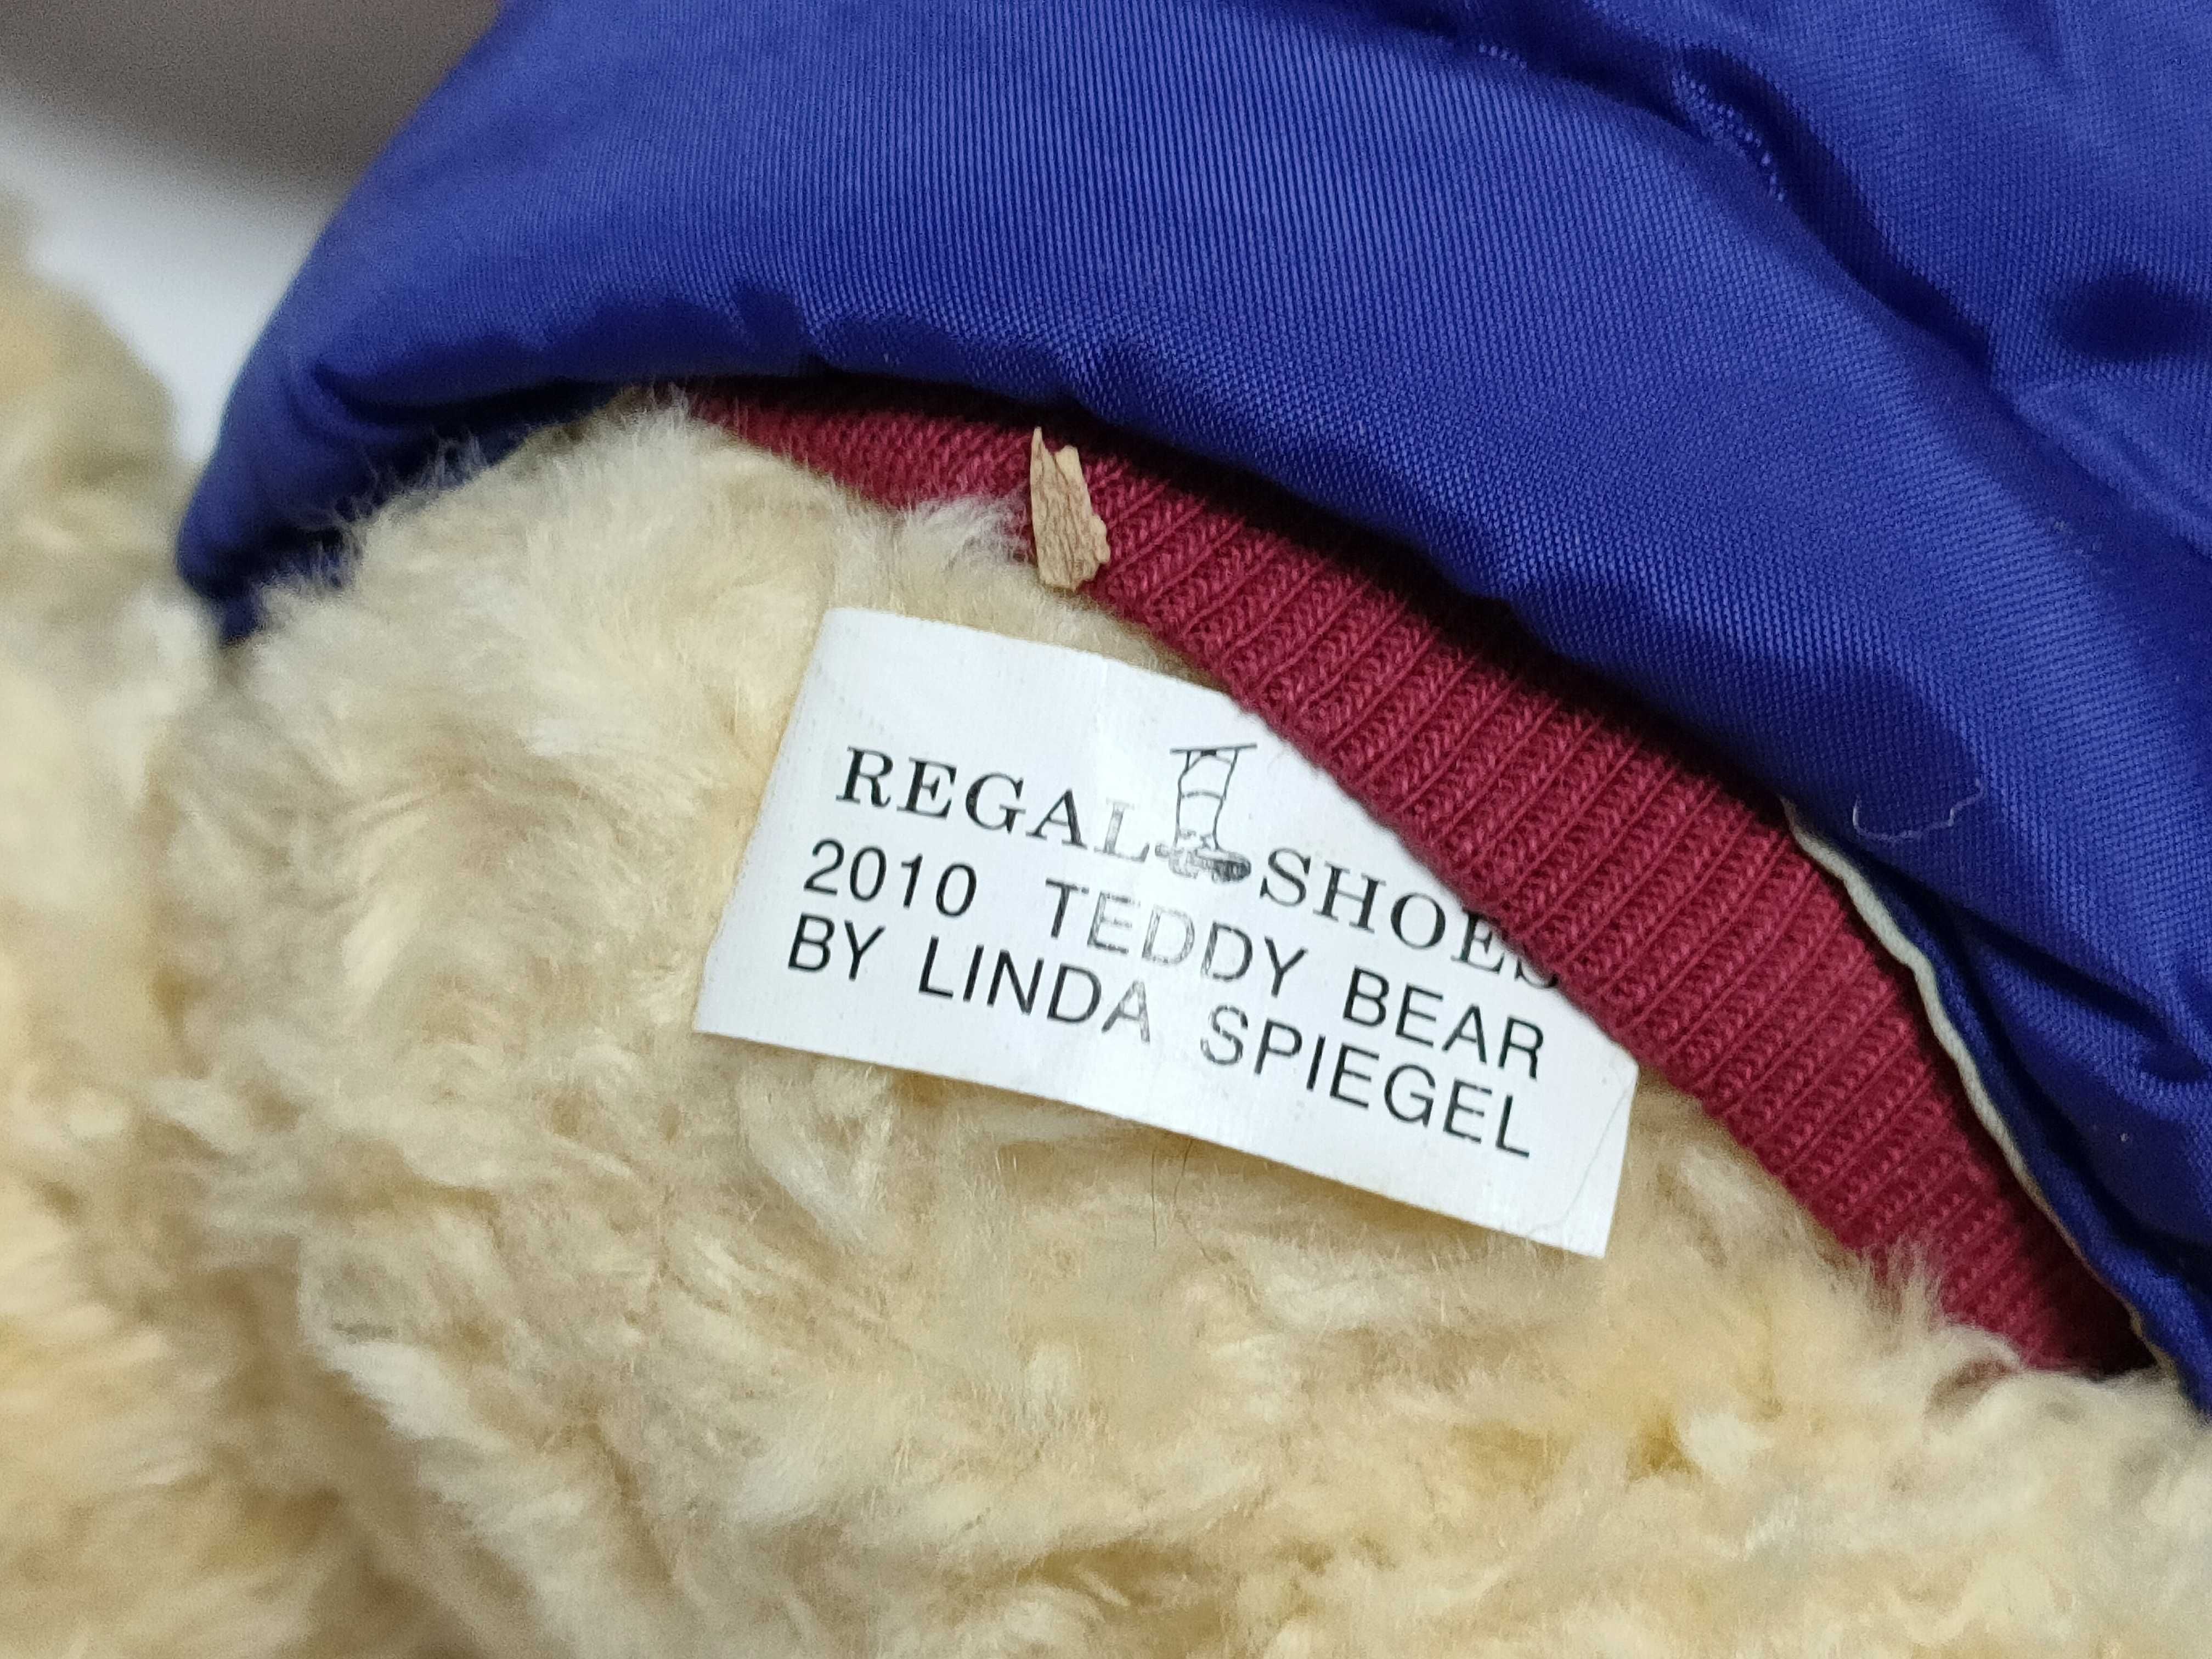 REGAL SHOES
2010 TEDDY BEAR
BY LINDA SPIEGEL